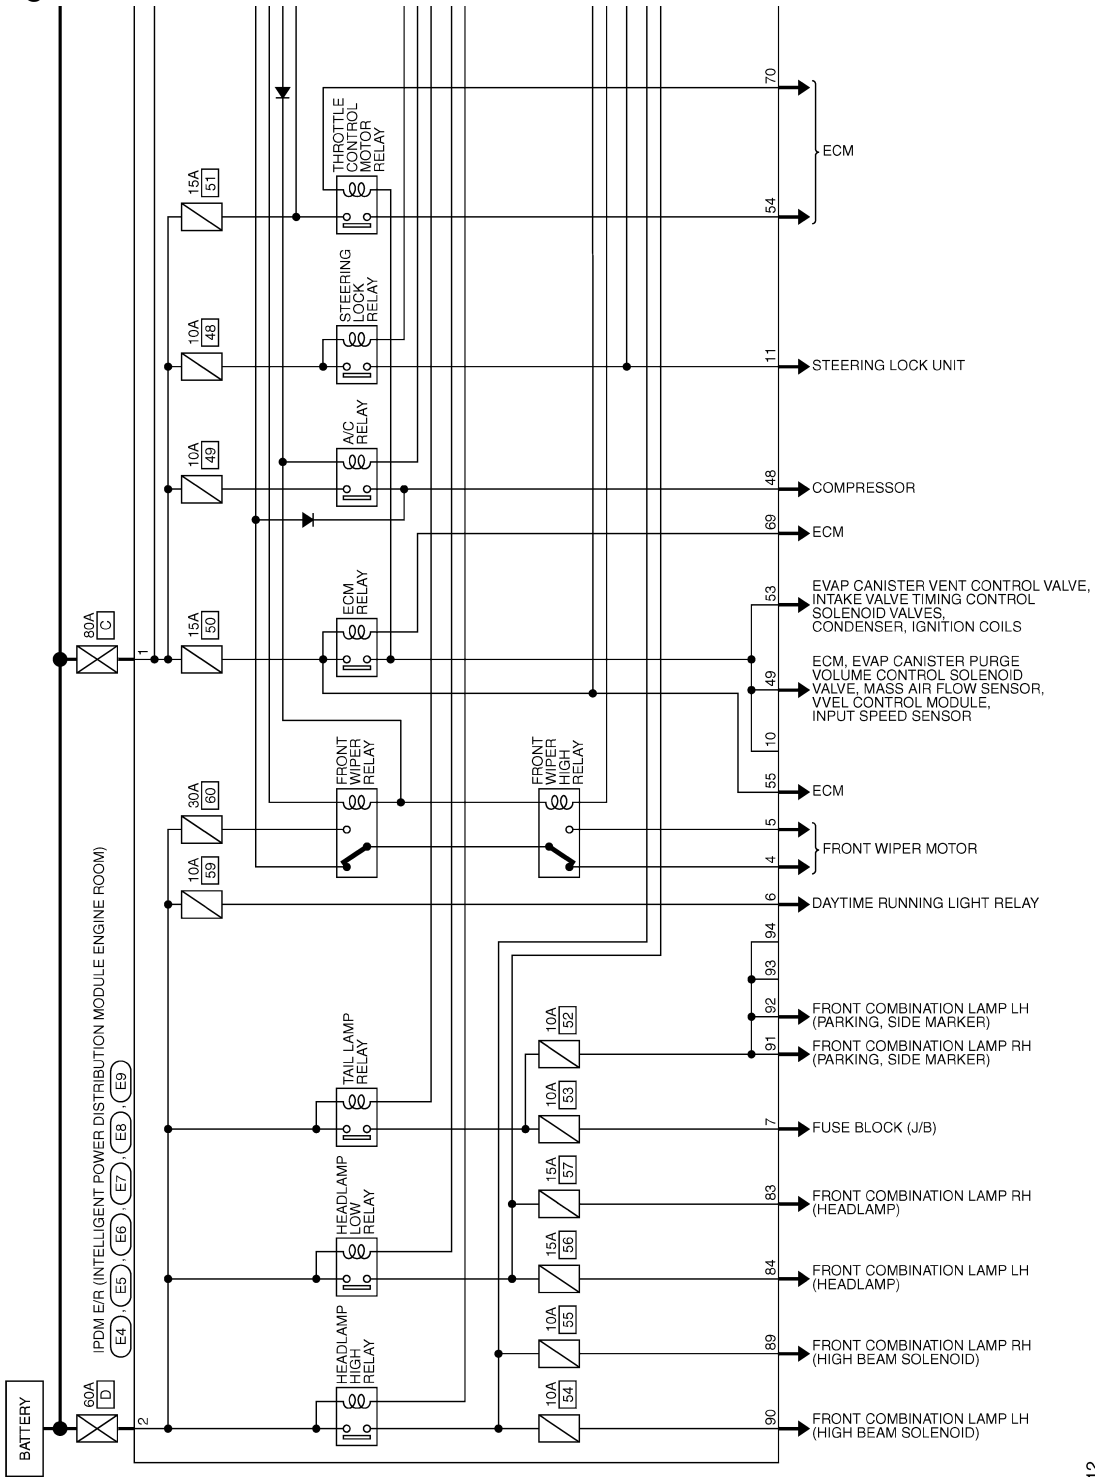 70
THROTTLE
CONTROL
MOTOR
RELAY
ECM
15A
51
54
STEERING
LOCK
RELAY
10A
48
11
STEERING LOCK UNIT
A/C
RELAY
10A
49
48
COMPRESSOR
69
ECM
ECM
RELAY
53
EVAP CANISTER VENT CONTROL VALVE,
INTAKE VALVE TIMING CONTROL
SOLENOID VALVES,
CONDENSER, IGNITION COILS
80A
C
1
15A
50
49
ECM, EVAP CANISTER PURGE
VOLUME CONTROL SOLENOID
VALVE, MASS AIR FLOW SENSOR,
VVEL CONTROL MODULE,
INPUT SPEED SENSOR
10
FRONT
WIPER
RELAY
FRONT
WIPER
HIGH
RELAY
55
ECM
30A
60
5
FRONT WIPER MOTOR
4
10A
59
6
DAYTIME RUNNING LIGHT RELAY
94
93
IPDM E/R (INTELLIGENT POWER DISTRIBUTION MODULE ENGINE ROOM)
E4 , E5 , E6 , E7 , E8 , E9
92
FRONT COMBINATION LAMP LH
(PARKING, SIDE MARKER)
10A
52
91
FRONT COMBINATION LAMP RH
(PARKING, SIDE MARKER)
TAIL LAMP
RELAY
10A
53
7
FUSE BLOCK (J/B)
15A
57
83
FRONT COMBINATION LAMP RH
(HEADLAMP)
HEADLAMP
LOW
RELAY
15A
56
84
FRONT COMBINATION LAMP LH
(HEADLAMP)
10A
55
89
FRONT COMBINATION LAMP RH
(HIGH BEAM SOLENOID)
HEADLAMP
HIGH
RELAY
BATTERY
60A
D
2
10A
54
90
FRONT COMBINATION LAMP LH
(HIGH BEAM SOLENOID)